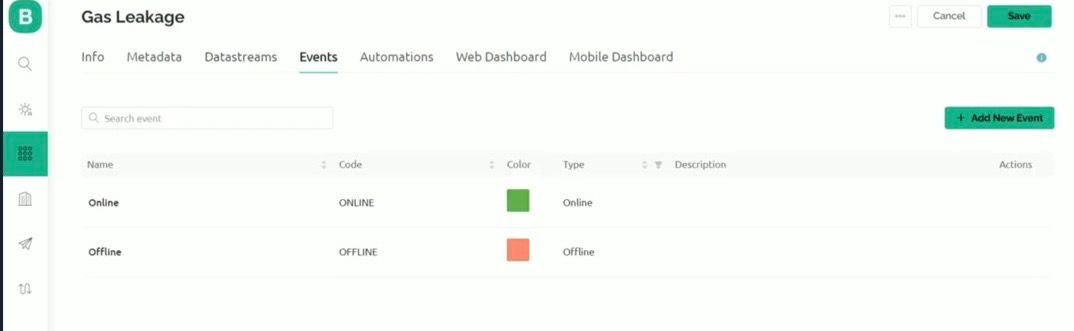 B
Gas Leakage
Cancel
Save
Info Metadata Datastreams Events Automations Web Dashboard Mobile Dashboard
Search event
+ Add New Event
Name Code Color Type Description Actions
Online ONLINE Online
Offline OFFLINE Offline